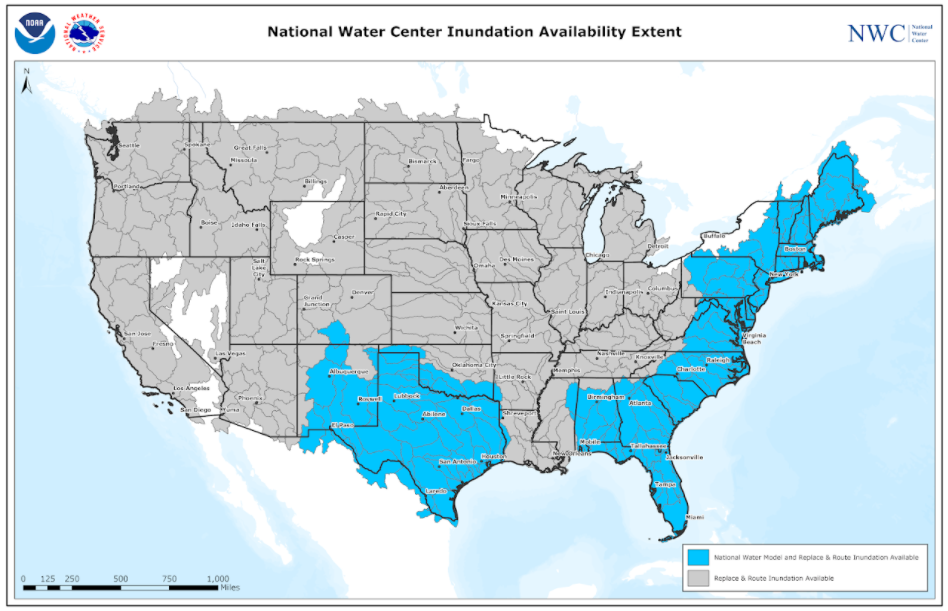 NOAA
NATIONAL WEATHER SERVICE
National Water Center Inundation Availability Extent
NWC
National
Water
Center
N
Seattle
Spokane
Great Falls
Missoula
Portland
Billings
Bismarck
Fargo
Aberdeen
Minneapolis
Boise
Idaho Falls
Rapid City
Sioux Falls
Casper
Buffalo
Boston
Detroit
Salt
Lake
City
Rock Springs
Omaha
Des Moines
Chicago
New York
Grand
Junction
Denver
Kansas City
Indianapolis
Columbus
Saint Louis
San Jose
Fresno
Wichita
Springfield
Virginia
Beach
Las Vegas
Nashville
Knoxville
Raleigh
Oklahoma City
Memphis
Charlotte
Albuquerque
Little Rock
Los Angeles
Phoenix
Roswell
Lubbock
Birmingham
Atlanta
San Diego
Yuma
Abilene
Dallas
Shreveport
El Paso
Mobile
Tallahassee
New Orleans
Jacksonville
San Antonio
Houston
Laredo
Tampa
Miami
National Water Model and Replace & Route Inundation Available
Replace & Route Inundation Available
0 125 250 500 750 1,000
Miles